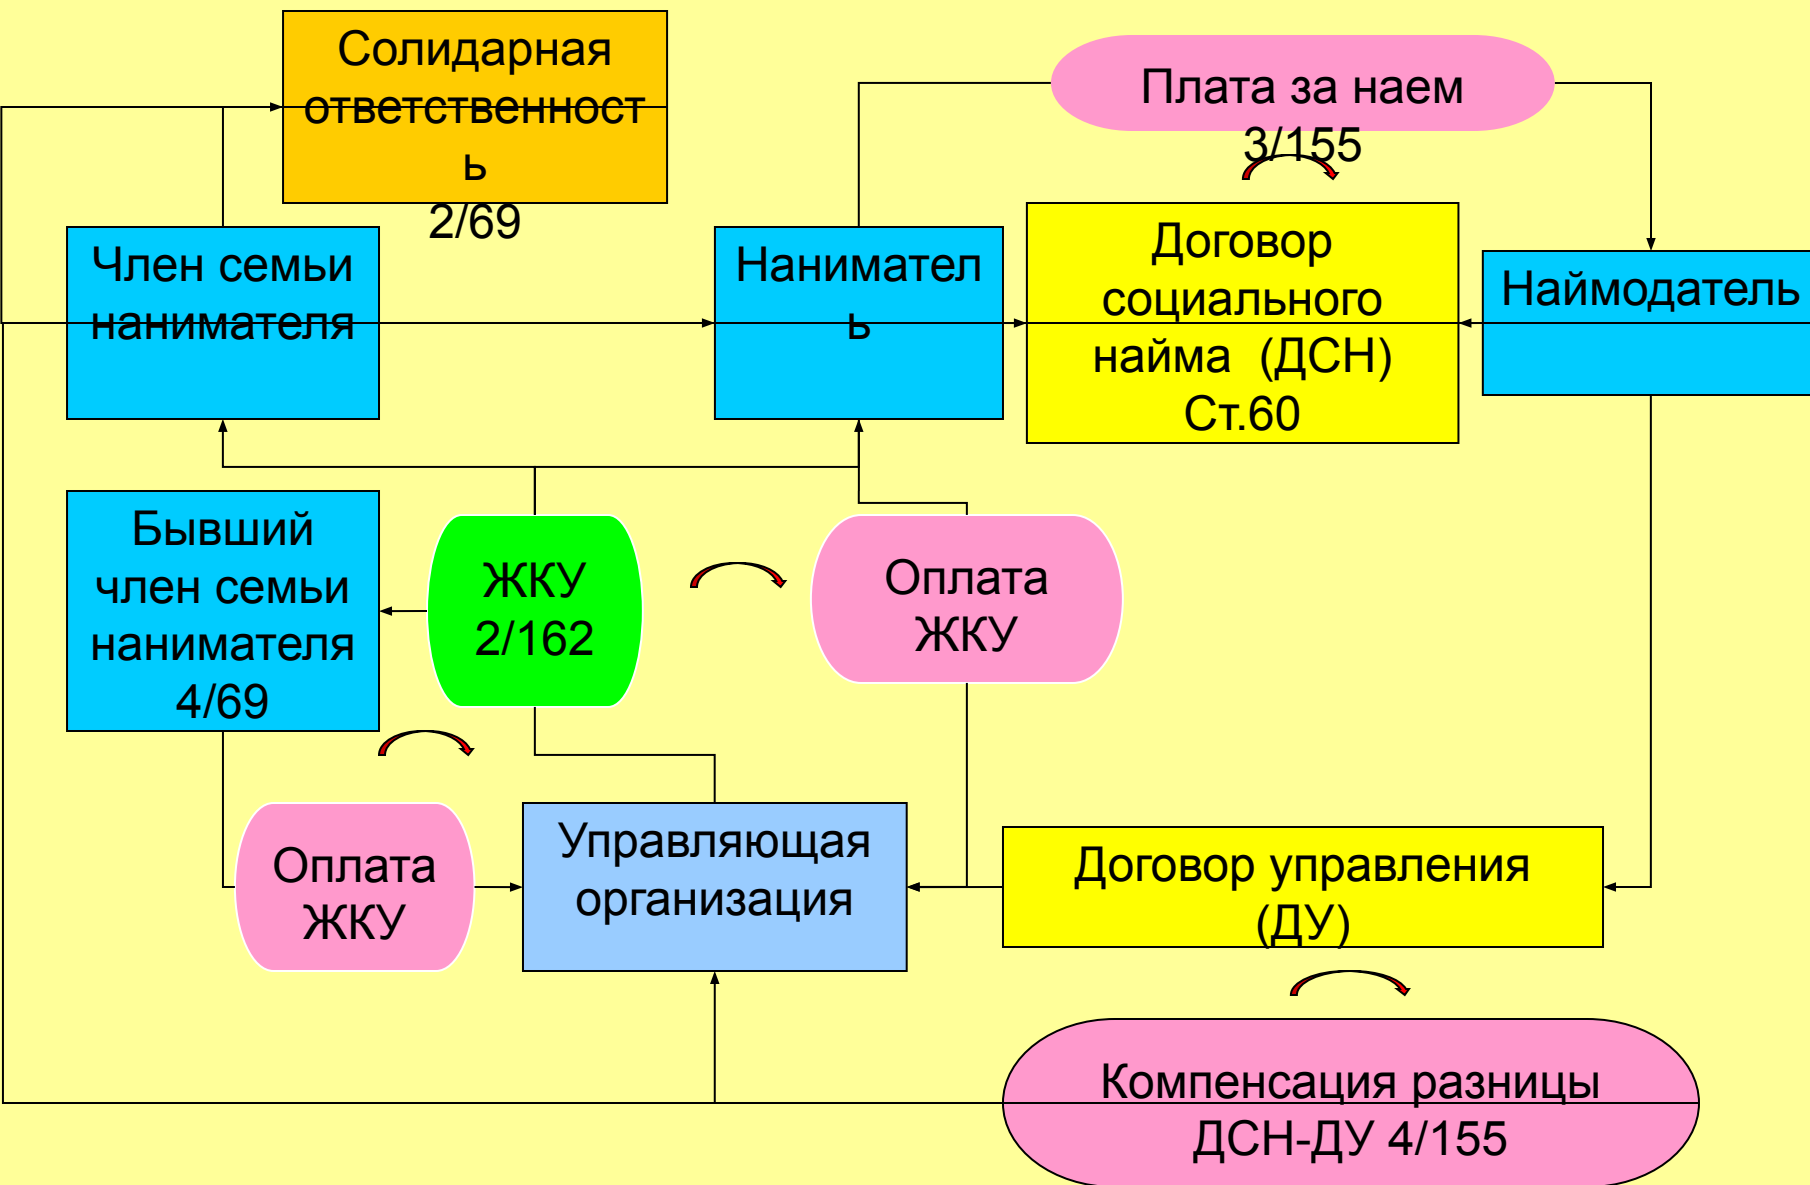 Солидарная
ответственност
ь
2/69
Плата за наем
3/155
Член семьи
нанимателя
Нанимател
ь
Договор
социального
найма (ДСН)
Ст.60
Наймодатель
Бывший
член семьи
нанимателя
4/69
ЖКУ
2/162
Оплата
ЖКУ
Оплата
ЖКУ
Управляющая
организация
Договор управления
(ДУ)
Компенсация разницы
ДСН-ДУ 4/155